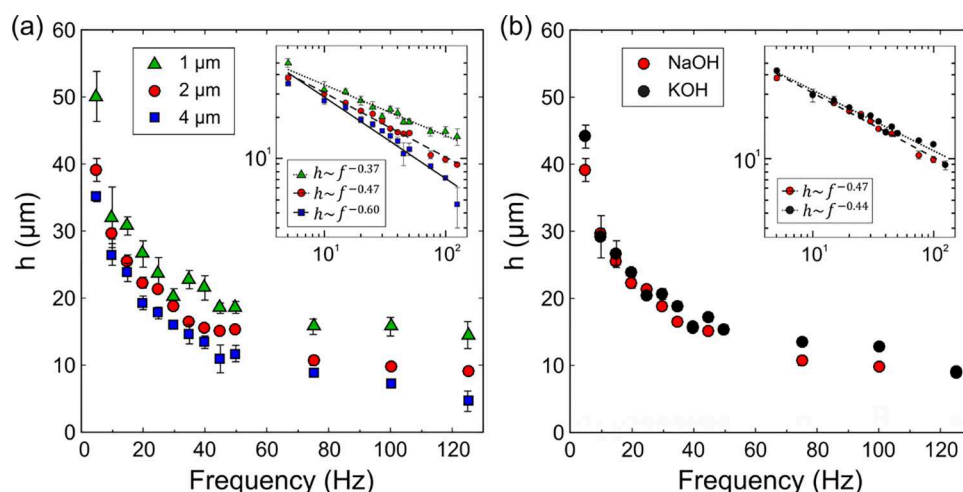 (a)
60
50
40
30
20
10
0
h (μm)
0 20 40 60 80 100 120
Frequency (Hz)
1 μm
2 μm
4 μm
10¹
10¹ 10²
h~ f⁻⁰·³⁷
h~ f⁻⁰·⁴⁷
h~ f⁻⁰·⁶⁰
(b)
60
50
40
30
20
10
0
h (μm)
0 20 40 60 80 100 120
Frequency (Hz)
NaOH
KOH
10¹
10¹ 10²
h~ f⁻⁰·⁴⁷
h~ f⁻⁰·⁴⁴